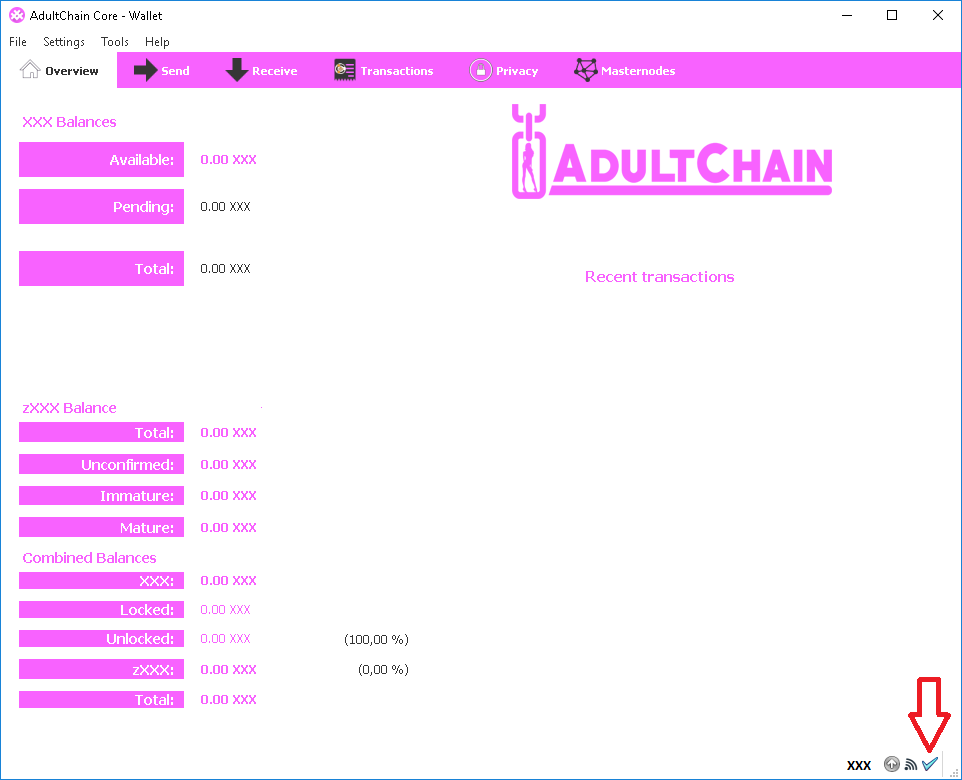 AdultChain Core - Wallet
File Settings Tools Help
Overview Send Receive Transactions Privacy Masternodes
XXX Balances
ADULTCHAIN
Available: 0.00 XXX
Pending: 0.00 XXX
Total: 0.00 XXX
Recent transactions
zXXX Balance
Total: 0.00 XXX
Unconfirmed: 0.00 XXX
Immature: 0.00 XXX
Mature: 0.00 XXX
Combined Balances
XXX: 0.00 XXX
Locked: 0.00 XXX
Unlocked: 0.00 XXX (100,00 %)
zXXX: 0.00 XXX (0,00 %)
Total: 0.00 XXX
XXX